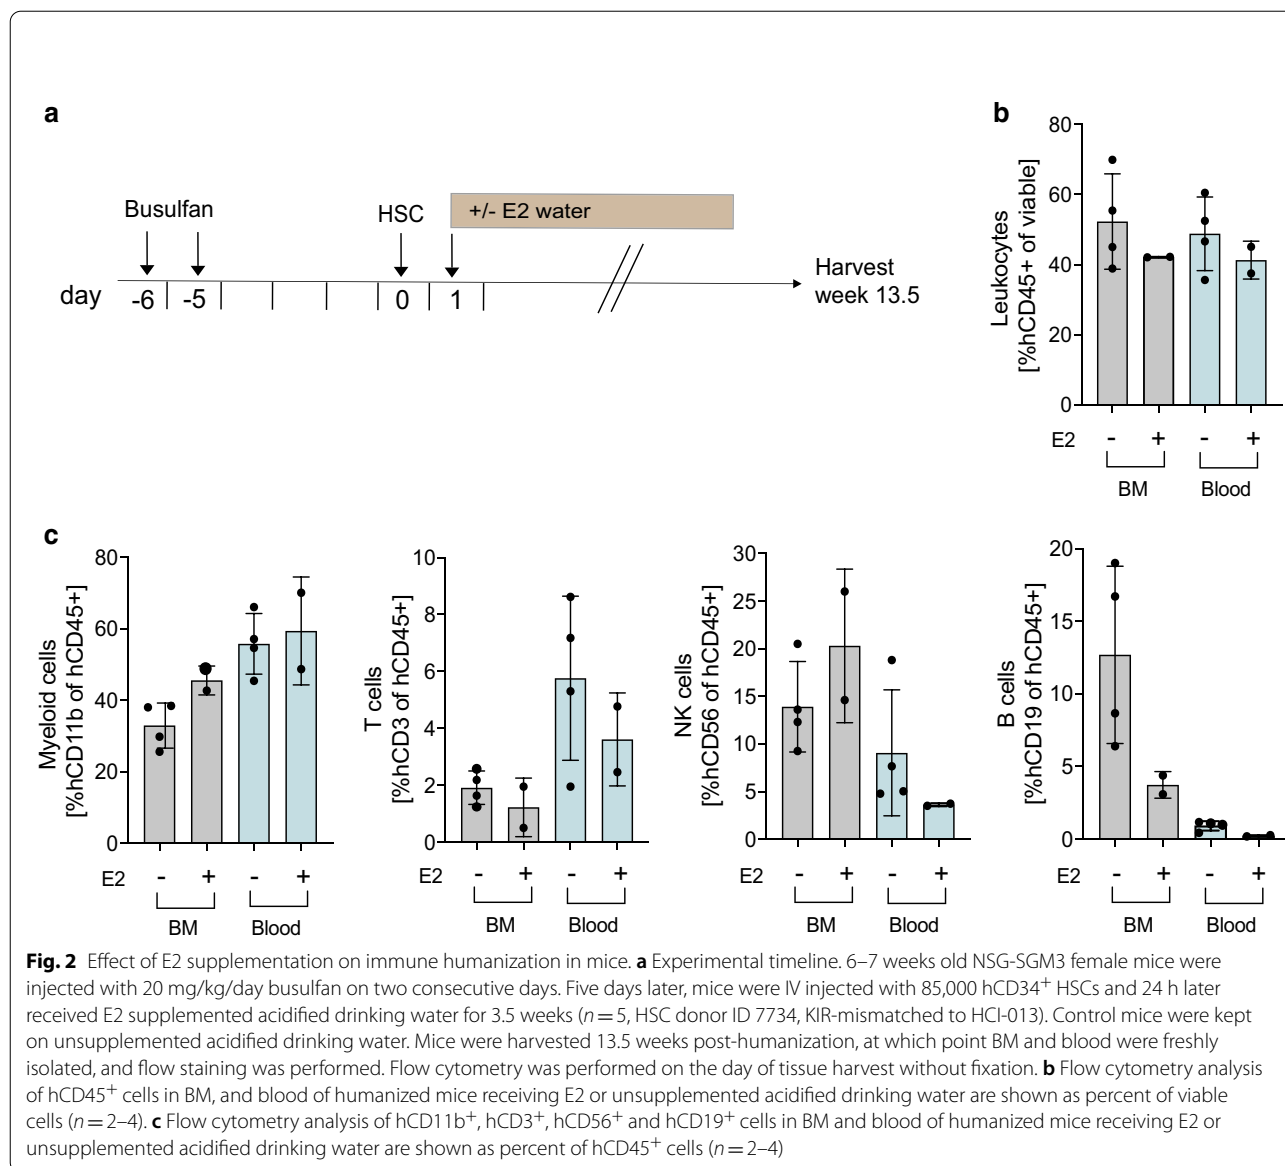 a
Busulfan
HSC
+/- E2 water
day
-6
-5
0
1
Harvest
week 13.5
b
Leukocytes
[%hCD45+ of viable]
80
60
40
20
0
E2
-
+
-
+
BM
Blood
c
Myeloid cells
[%hCD11b of hCD45+]
80
60
40
20
0
E2
-
+
-
+
BM
Blood
T cells
[%hCD3 of hCD45+]
10
8
6
4
2
0
E2
-
+
-
+
BM
Blood
NK cells
[%hCD56 of hCD45+]
30
25
20
15
10
5
0
E2
-
+
-
+
BM
Blood
B cells
[%hCD19 of hCD45+]
20
15
10
5
0
E2
-
+
-
+
BM
Blood
Fig. 2 Effect of E2 supplementation on immune humanization in mice. a Experimental timeline. 6–7 weeks old NSG-SGM3 female mice were
injected with 20 mg/kg/day busulfan on two consecutive days. Five days later, mice were IV injected with 85,000 hCD34⁺ HSCs and 24 h later
received E2 supplemented acidified drinking water for 3.5 weeks (n = 5, HSC donor ID 7734, KIR-mismatched to HCI-013). Control mice were kept
on unsupplemented acidified drinking water. Mice were harvested 13.5 weeks post-humanization, at which point BM and blood were freshly
isolated, and flow staining was performed. Flow cytometry was performed on the day of tissue harvest without fixation. b Flow cytometry analysis
of hCD45⁺ cells in BM, and blood of humanized mice receiving E2 or unsupplemented acidified drinking water are shown as percent of viable
cells (n = 2–4). c Flow cytometry analysis of hCD11b⁺, hCD3⁺, hCD56⁺ and hCD19⁺ cells in BM and blood of humanized mice receiving E2 or
unsupplemented acidified drinking water are shown as percent of hCD45⁺ cells (n = 2–4)